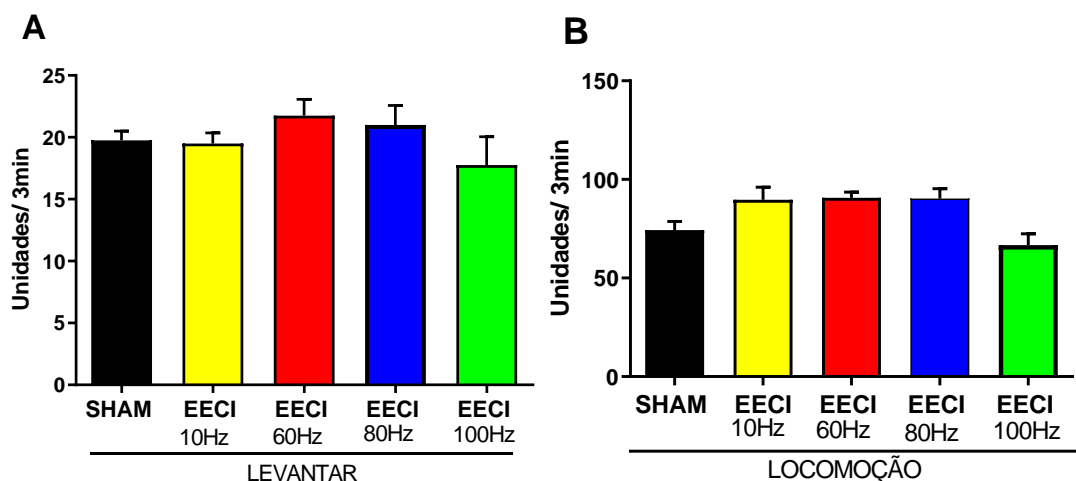 A
Unidades/ 3min
25
20
15
10
5
0
SHAM EECI EECI EECI EECI
10Hz 60Hz 80Hz 100Hz
LEVANTAR
B
Unidades/ 3min
150
100
50
0
SHAM EECI EECI EECI EECI
10Hz 60Hz 80Hz 100Hz
LOCOMOÇÃO